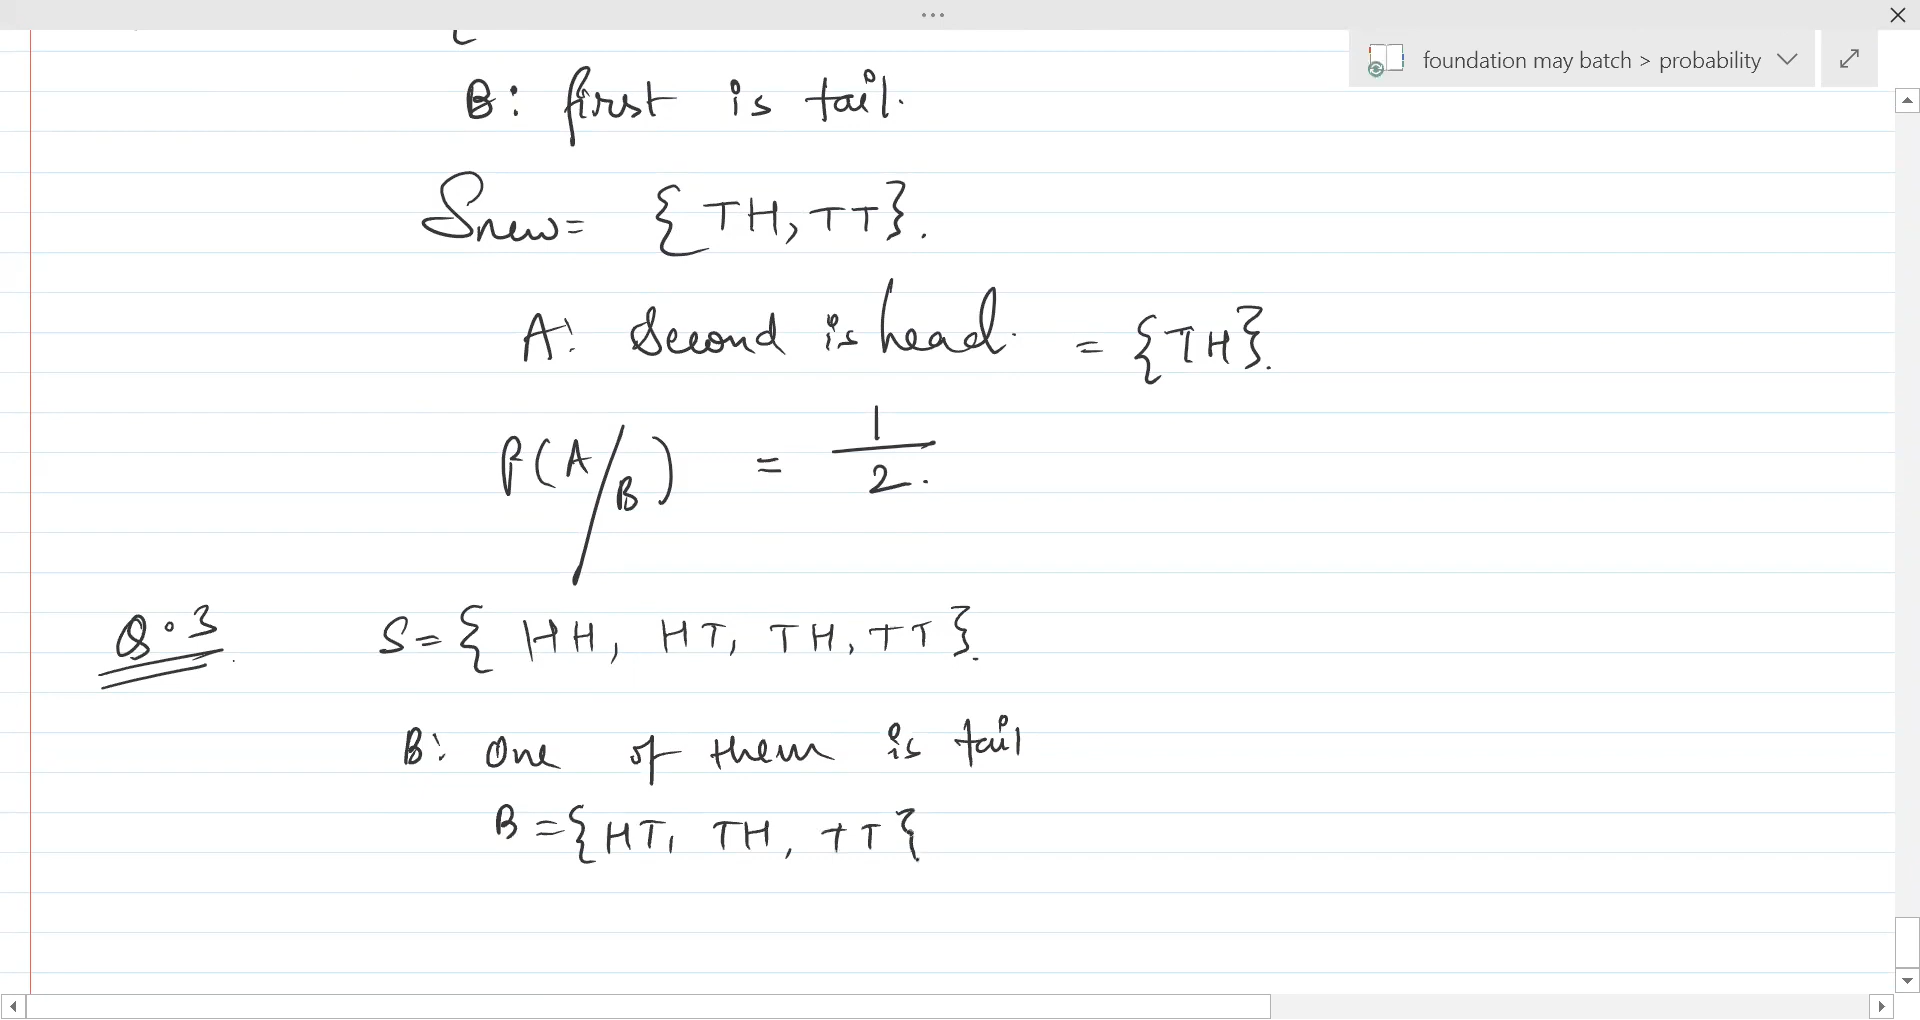 foundation may batch > probability
B: first is tail.
Snew = { TH, TT}.
A: Second is head. = {TH}.
P(A/B) = 1/2.
Q.3 S = { HH, HT, TH, TT}.
B: One of them is tail
B = {HT, TH, TT{